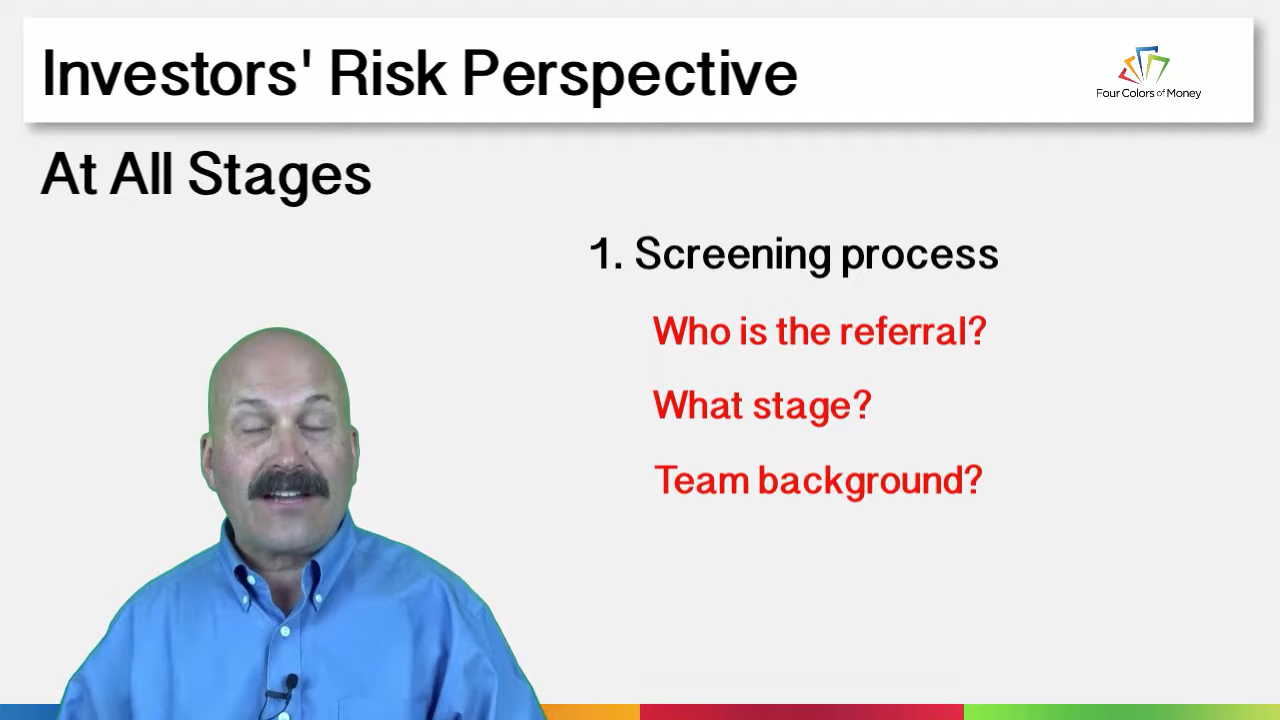 Investors' Risk Perspective
Four Colors of Money
At All Stages
1. Screening process
Who is the referral?
What stage?
Team background?